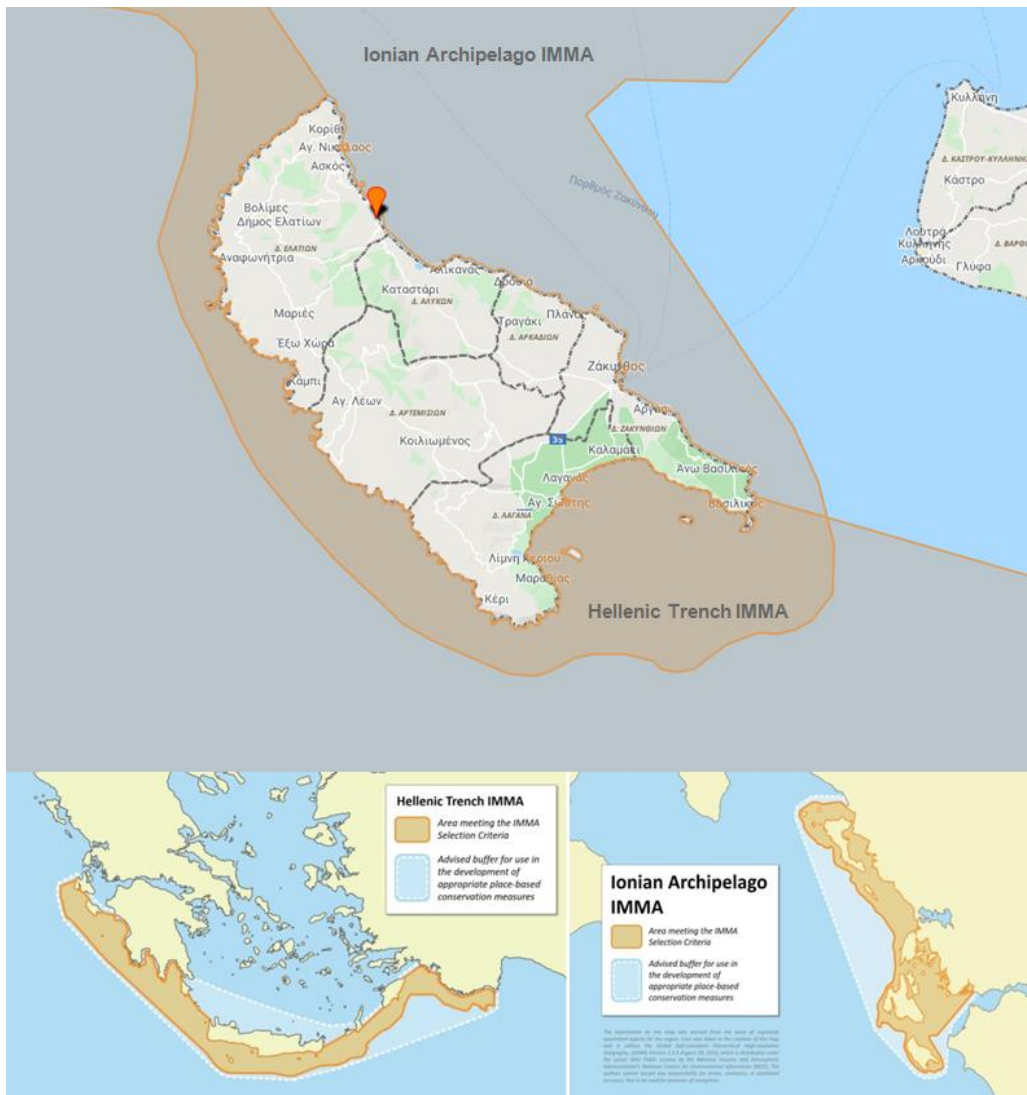 Ionian Archipelago IMMA
Κορίθι
Κυλλήνη
Αγ. Νικόλαος
Ασκός
Δ. ΚΑΣΤΡΟΥ-ΚΥΛΛΗΝΗΣ
Κάστρο
Πορθμός Ζακύνθου
Βολίμες
Δήμος Ελατίων
Δ. ΕΛΑΤΙΩΝ
Λουτρά
Κυλλήνης
Δ. ΒΑΡΘ
Αρκούδι
Γλύφα
Αναφωνήτρια
Αλικανάς
Καταστάρι
Δ. ΑΛΥΚΩΝ
Δροσιά
Μαριές
Τραγάκι
Πλάνος
Δ. ΑΡΚΑΔΙΩΝ
Έξω Χώρα
Ζάκυνθος
Λάμπι
Αγ. Λέων
Δ. ΑΡΤΕΜΙΣΙΩΝ
Αργάσι
Δ. ΖΑΚΥΝΘΙΩΝ
Κοιλιωμένος
35
Καλαμάκι
Άνω Βασιλικός
Λαγανάς
Αγ. Σώστης
Βασιλικός
Δ. ΛΑΓΑΝΑ
Λίμνη Κερίου
Μαραθιάς
Κέρι
Hellenic Trench IMMA
Hellenic Trench IMMA
Area meeting the IMMA
Selection Criteria
Advised buffer for use in
the development of
appropriate place-based
conservation measures
Ionian Archipelago
IMMA
Area meeting the IMMA
Selection Criteria
Advised buffer for use in
the development of
appropriate place-based
conservation measures